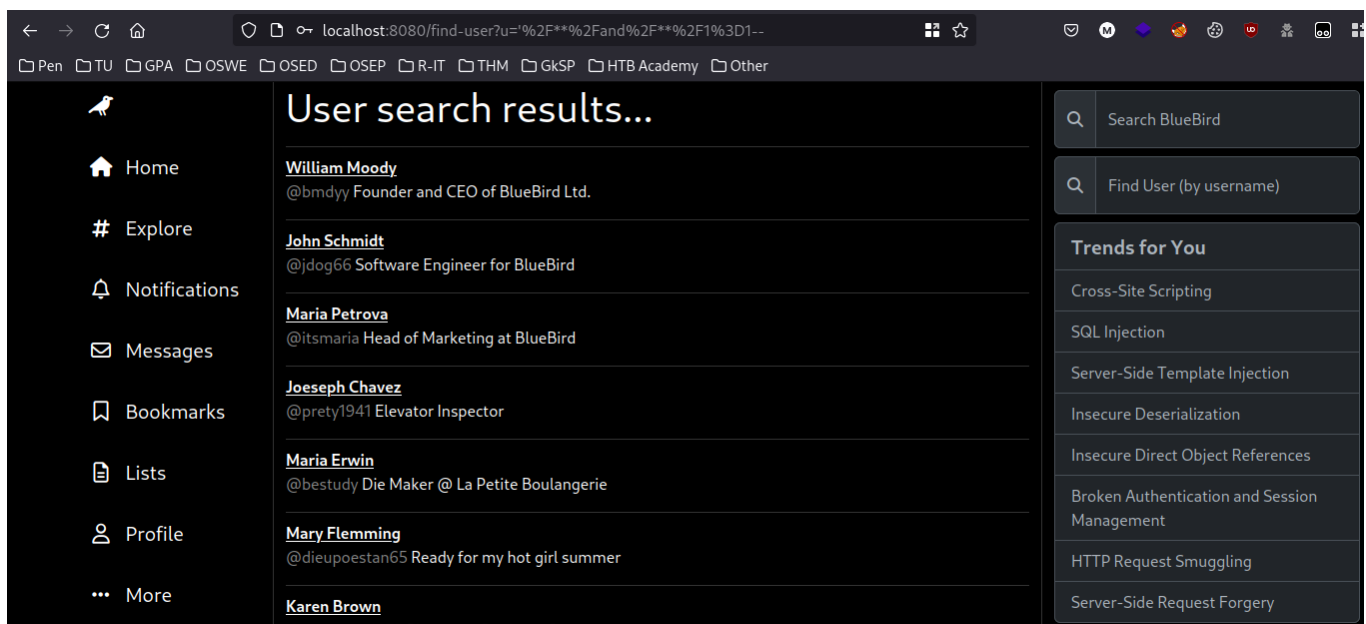 localhost:8080/find-user?u='%2F**%2Fand%2F**%2F1%3D1--
Pen TU GPA OSWE OSED OSEP R-IT THM GkSP HTB Academy Other
Home
Explore
Notifications
Messages
Bookmarks
Lists
Profile
More
User search results...
William Moody
@bmdyy Founder and CEO of BlueBird Ltd.
John Schmidt
@jdog66 Software Engineer for BlueBird
Maria Petrova
@itsmaria Head of Marketing at BlueBird
Joeseph Chavez
@prety1941 Elevator Inspector
Maria Erwin
@bestudy Die Maker @ La Petite Boulangerie
Mary Flemming
@dieupoestan65 Ready for my hot girl summer
Karen Brown
Search BlueBird
Find User (by username)
Trends for You
Cross-Site Scripting
SQL Injection
Server-Side Template Injection
Insecure Deserialization
Insecure Direct Object References
Broken Authentication and Session
Management
HTTP Request Smuggling
Server-Side Request Forgery